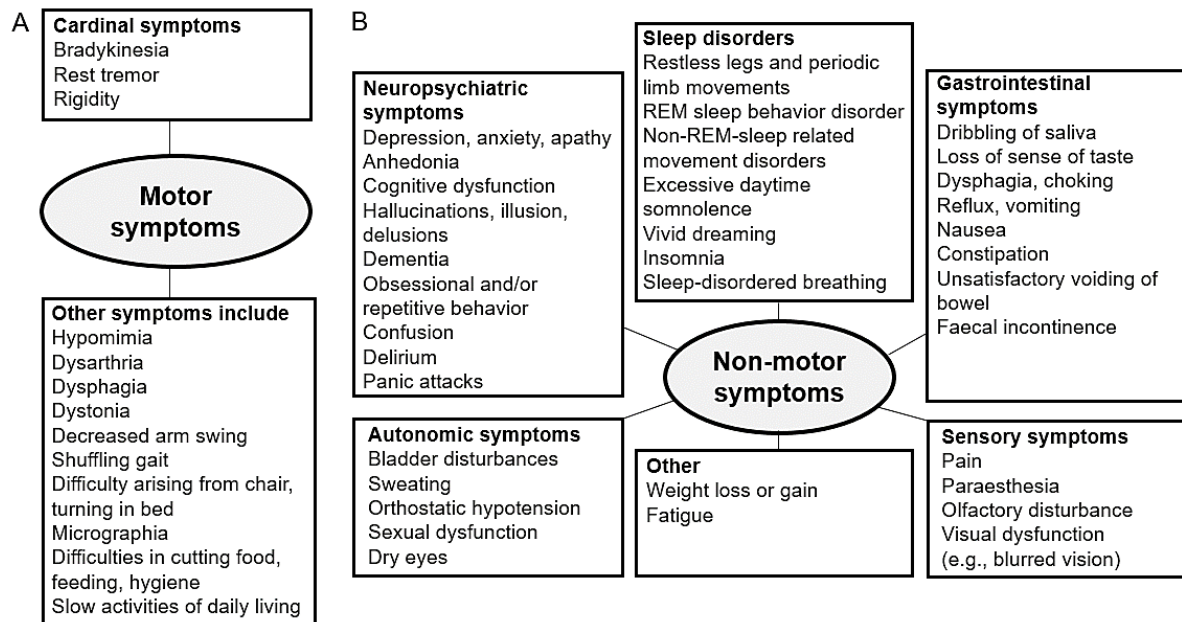 A
Cardinal symptoms
Bradykinesia
Rest tremor
Rigidity
Motor
symptoms
Other symptoms include
Hypomimia
Dysarthria
Dysphagia
Dystonia
Decreased arm swing
Shuffling gait
Difficulty arising from chair,
turning in bed
Micrographia
Difficulties in cutting food,
feeding, hygiene
Slow activities of daily living
B
Neuropsychiatric
symptoms
Depression, anxiety, apathy
Anhedonia
Cognitive dysfunction
Hallucinations, illusion,
delusions
Dementia
Obsessional and/or
repetitive behavior
Confusion
Delirium
Panic attacks
Sleep disorders
Restless legs and periodic
limb movements
REM sleep behavior disorder
Non-REM-sleep related
movement disorders
Excessive daytime
somnolence
Vivid dreaming
Insomnia
Sleep-disordered breathing
Gastrointestinal
symptoms
Dribbling of saliva
Loss of sense of taste
Dysphagia, choking
Reflux, vomiting
Nausea
Constipation
Unsatisfactory voiding of
bowel
Faecal incontinence
Non-motor
symptoms
Autonomic symptoms
Bladder disturbances
Sweating
Orthostatic hypotension
Sexual dysfunction
Dry eyes
Other
Weight loss or gain
Fatigue
Sensory symptoms
Pain
Paraesthesia
Olfactory disturbance
Visual dysfunction
(e.g., blurred vision)